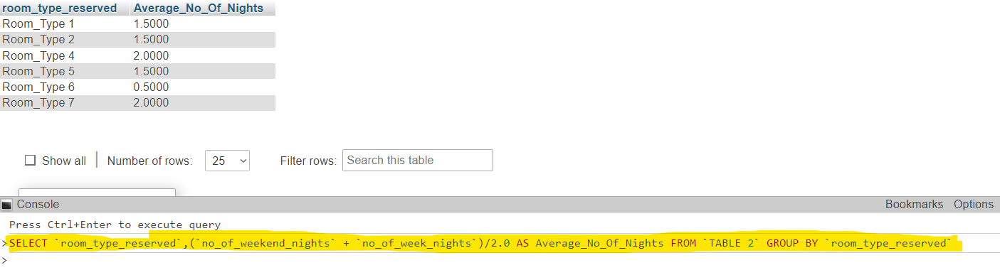 room_type_reserved Average_No_Of_Nights
Room_Type 1 1.5000
Room_Type 2 1.5000
Room_Type 4 2.0000
Room_Type 5 1.5000
Room_Type 6 0.5000
Room_Type 7 2.0000
Show all Number of rows: 25 Filter rows: Search this table
Console Bookmarks Options
Press Ctrl+Enter to execute query
>SELECT `room_type_reserved`,(`no_of_weekend_nights` + `no_of_week_nights`)/2.0 AS Average_No_Of_Nights FROM `TABLE 2` GROUP BY `room_type_reserved`
>